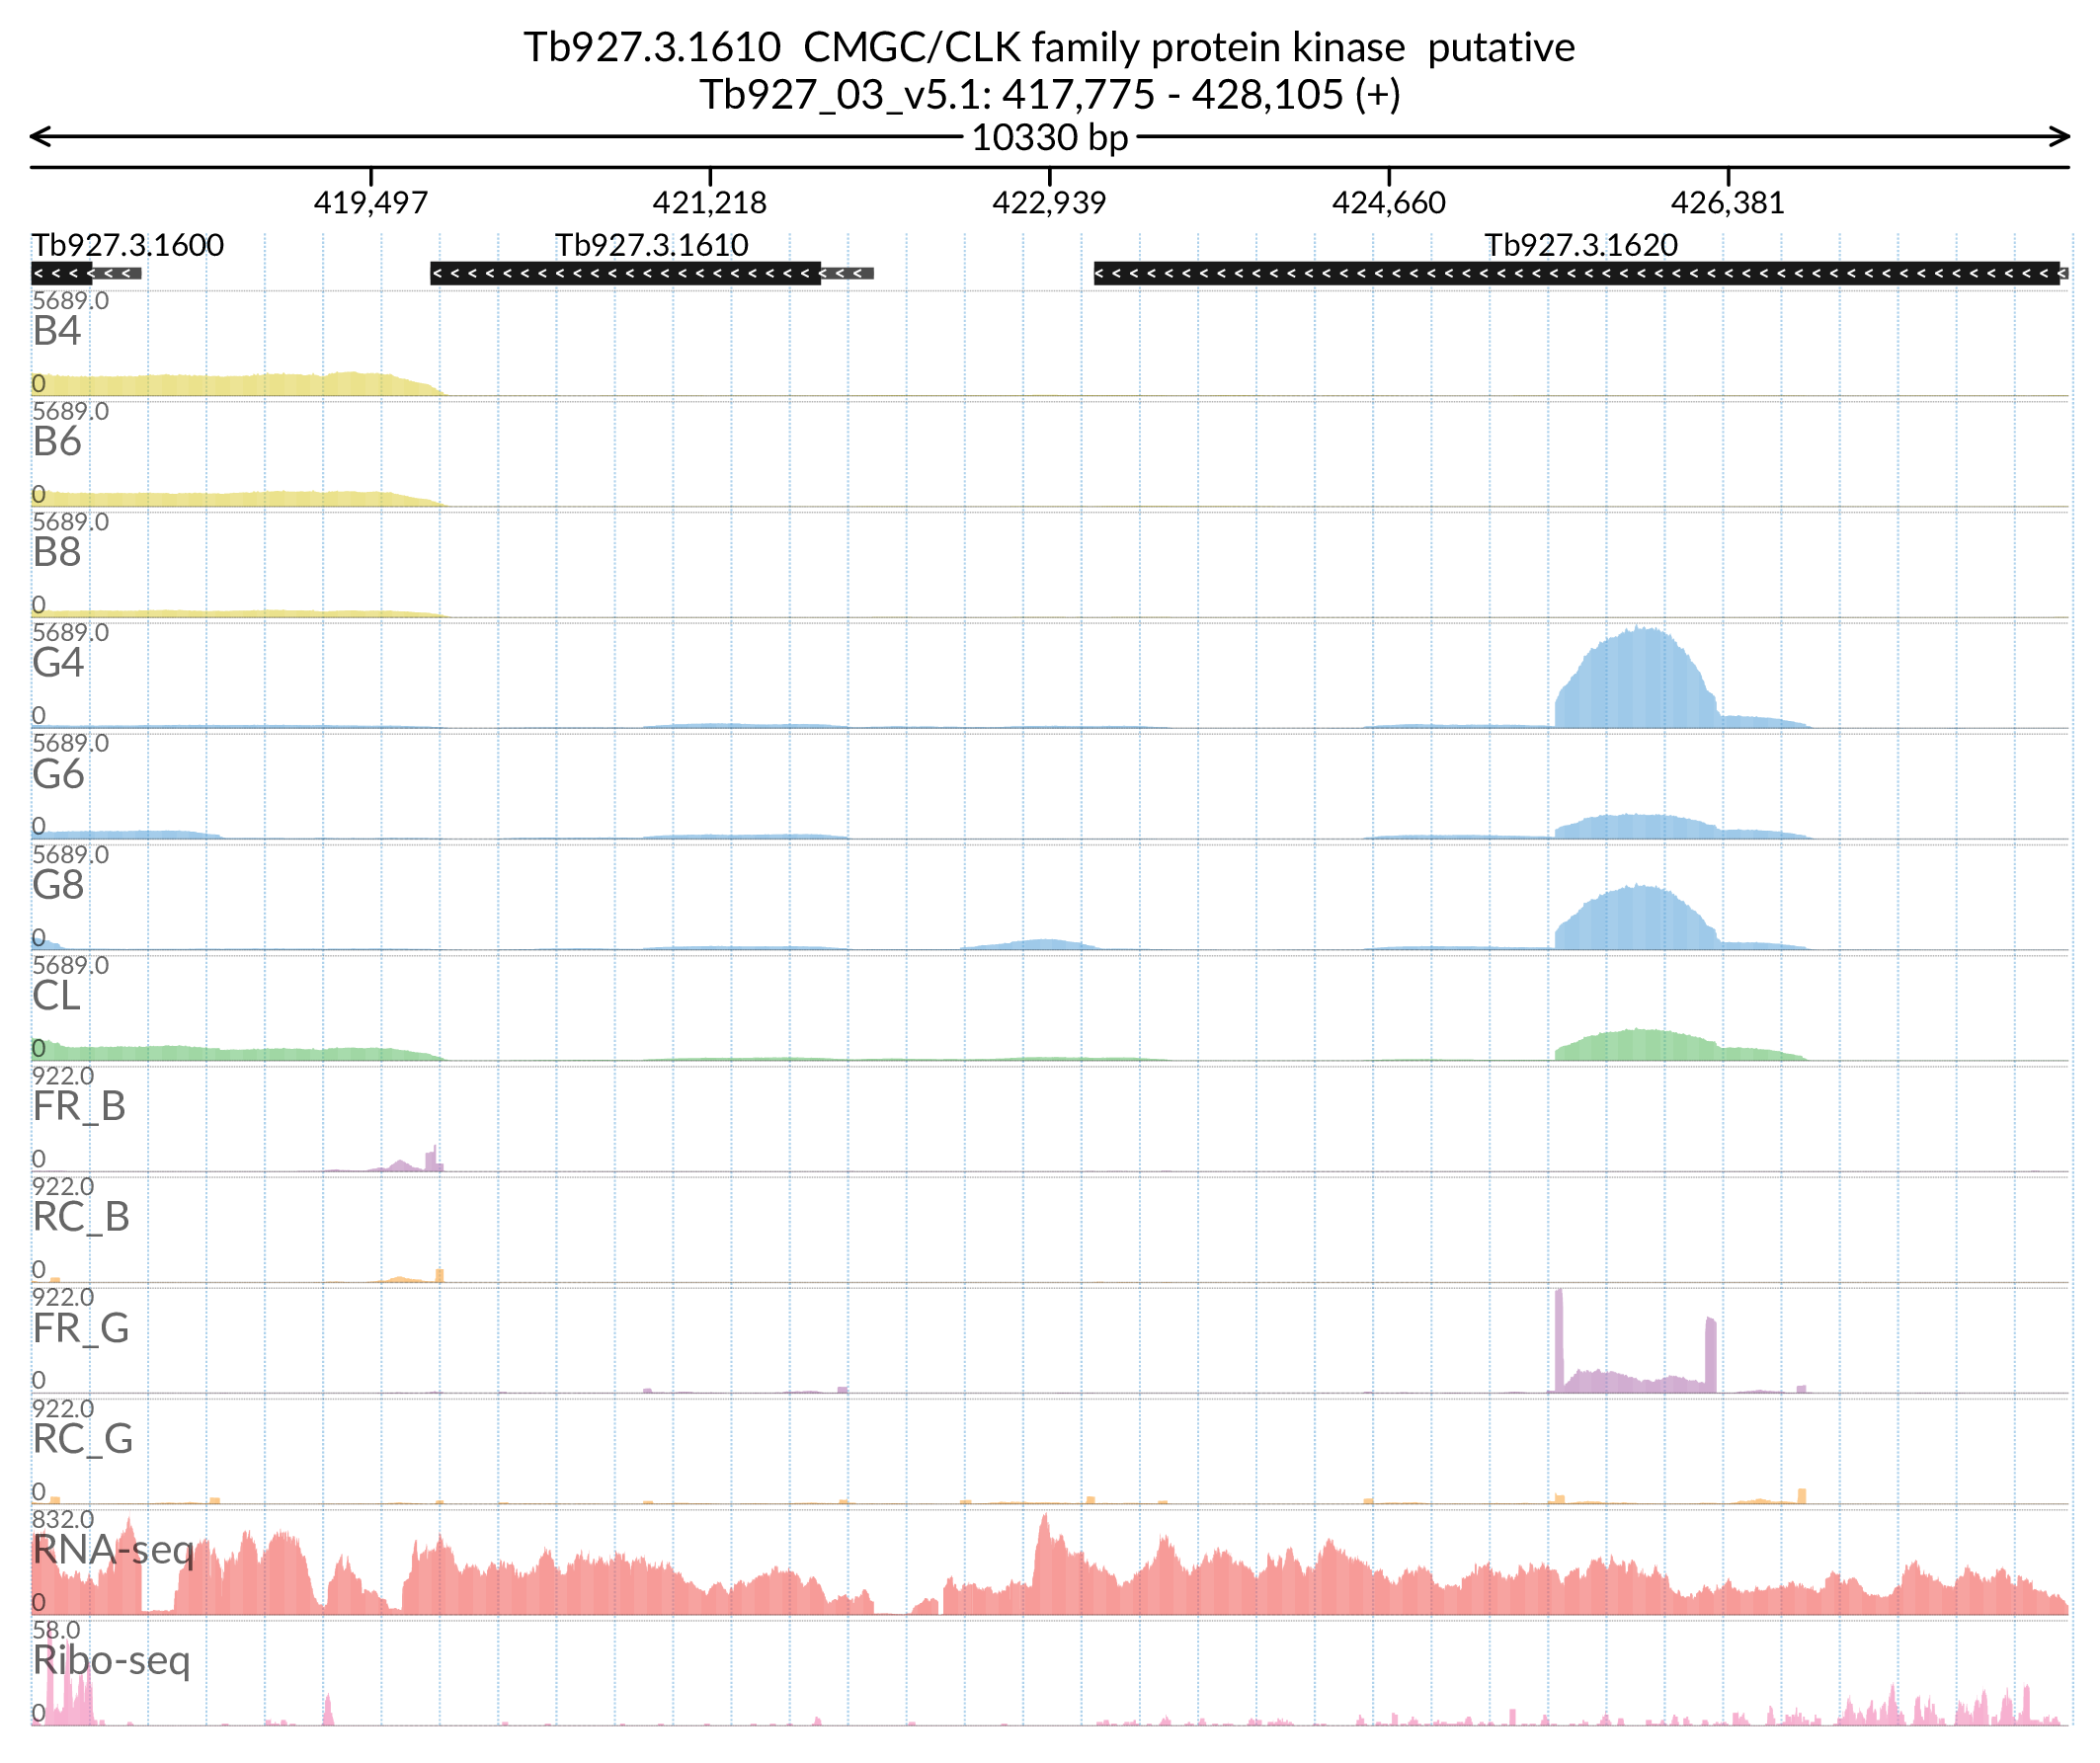 Tb927.3.1610  CMGC/CLK family protein kinase  putative
Tb927_03_v5.1: 417,775 - 428,105 (+)
10330 bp
419,497 421,218 422,939 424,660 426,381
Tb927.3.1600 Tb927.3.1610 Tb927.3.1620
5689.0
B4
0
5689.0
B6
0
5689.0
B8
0
5689.0
G4
0
5689.0
G6
0
5689.0
G8
0
5689.0
CL
0
922.0
FR_B
0
922.0
RC_B
0
922.0
FR_G
0
922.0
RC_G
0
832.0
RNA-seq
0
58.0
Ribo-seq
0